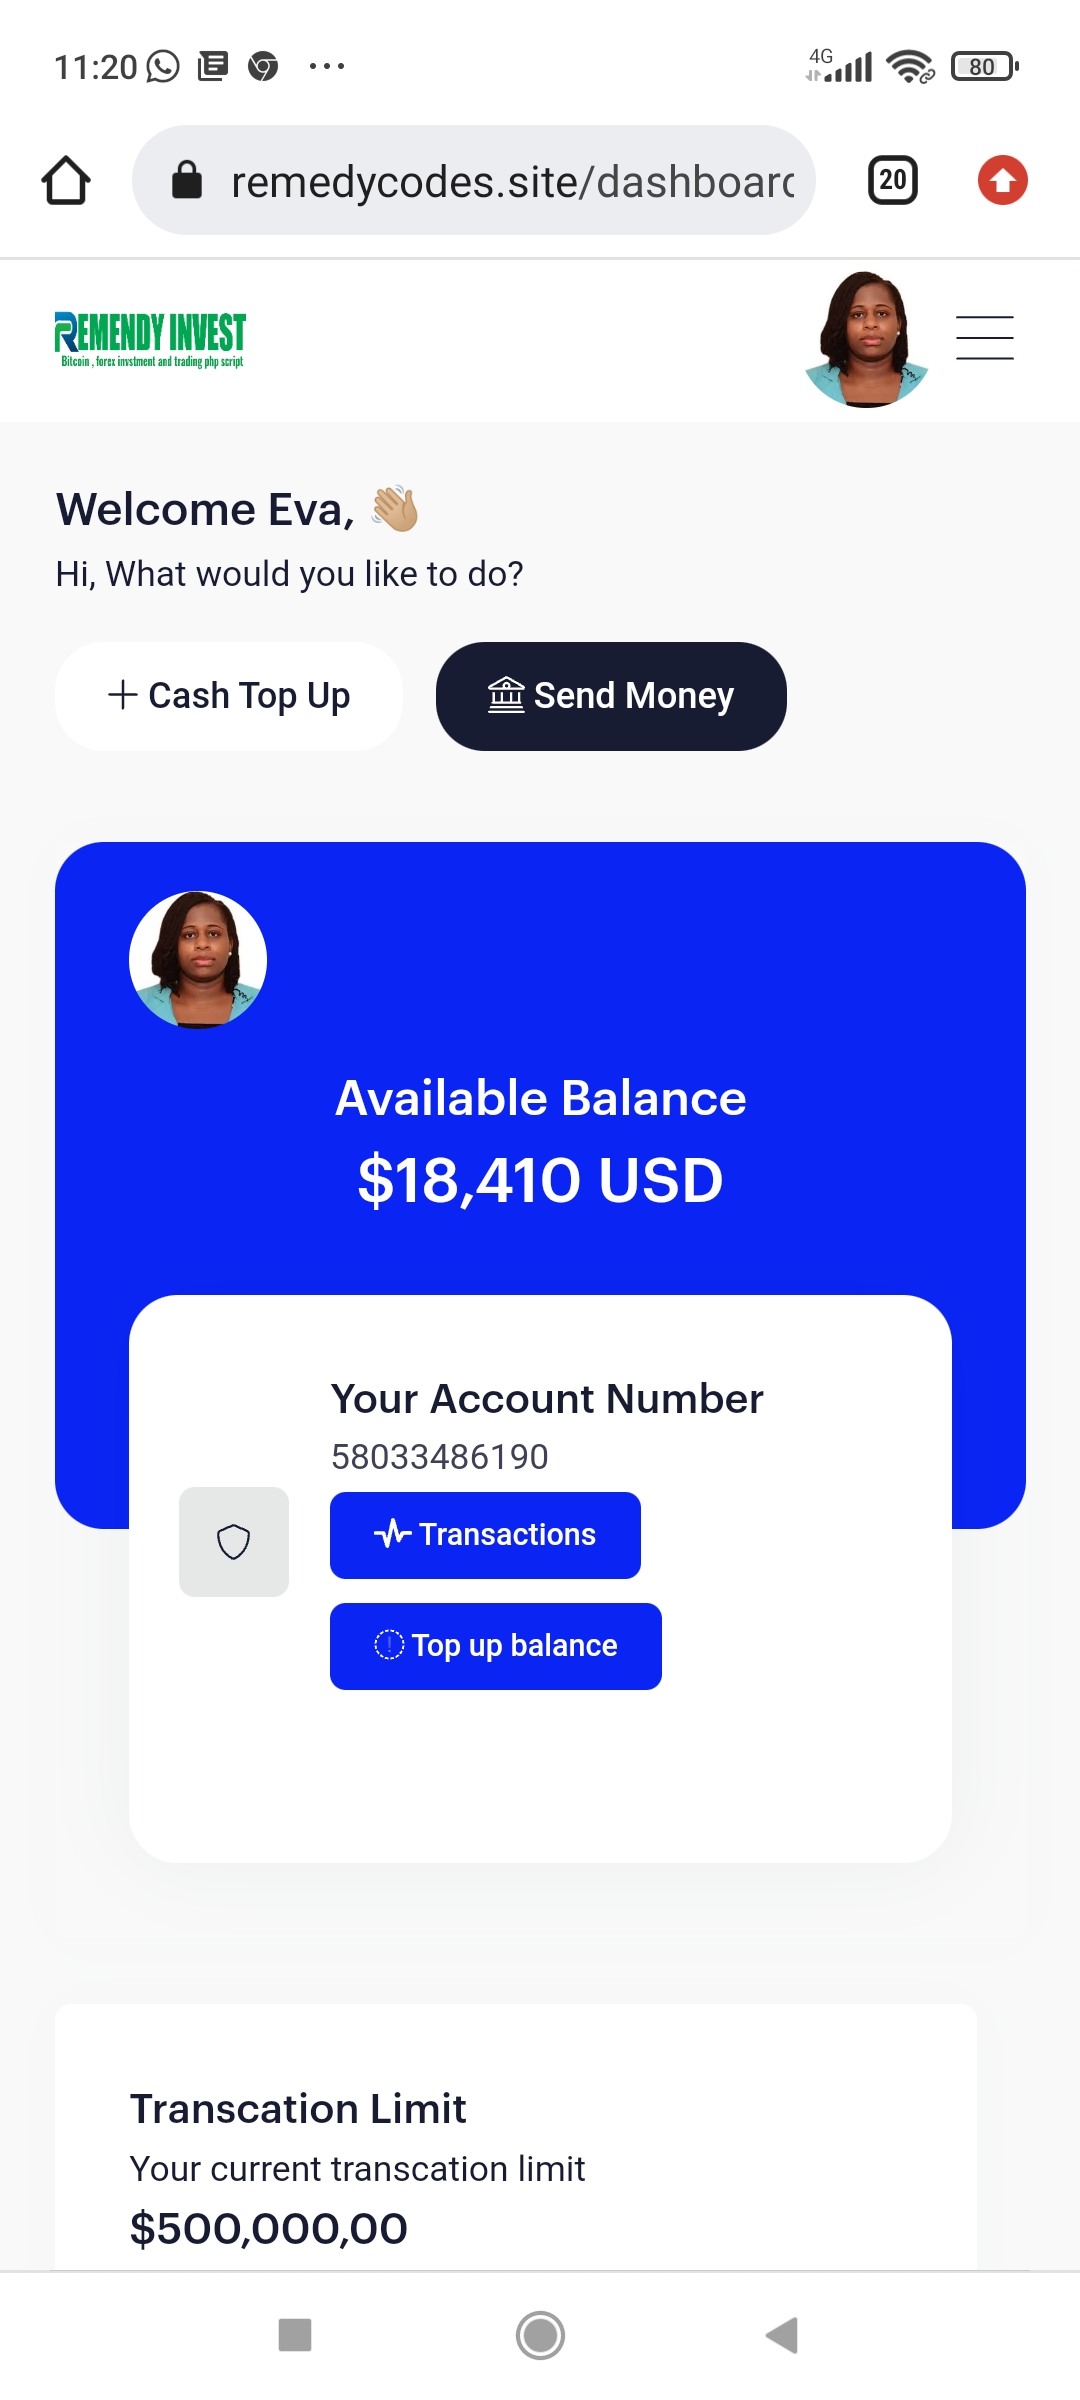 11:20
4G
80
remedycodes.site/dashboard
20
REMENDY INVEST
Bitcoin , forex invstment and trading php script
Welcome Eva, 👋🏼
Hi, What would you like to do?
+ Cash Top Up
Send Money
Available Balance
$18,410 USD
Your Account Number
58033486190
Transactions
Top up balance
Transcation Limit
Your current transcation limit
$500,000,00